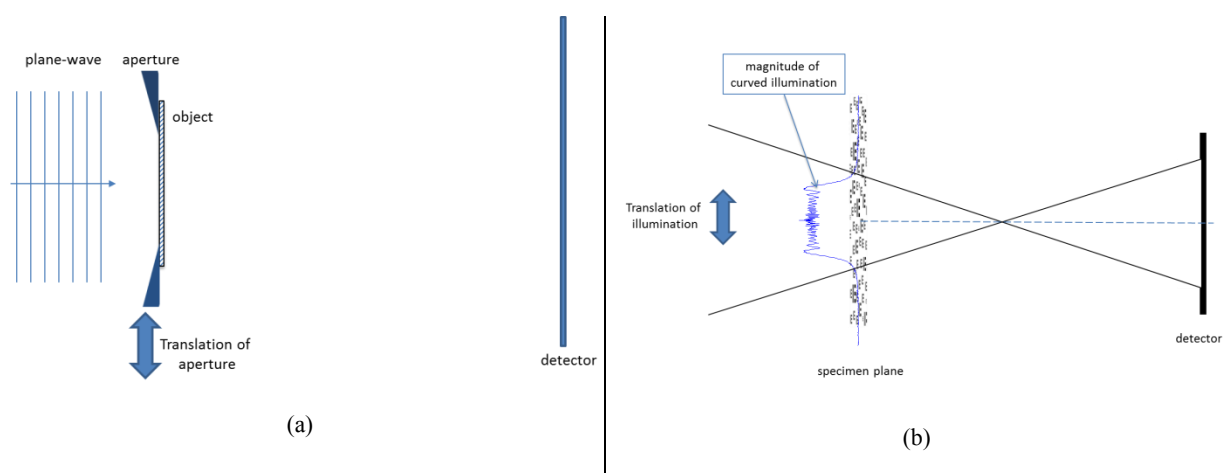 plane-wave aperture
object
Translation of
aperture
detector
(a)
magnitude of
curved illumination
Translation of
illumination
detector
specimen plane
(b)